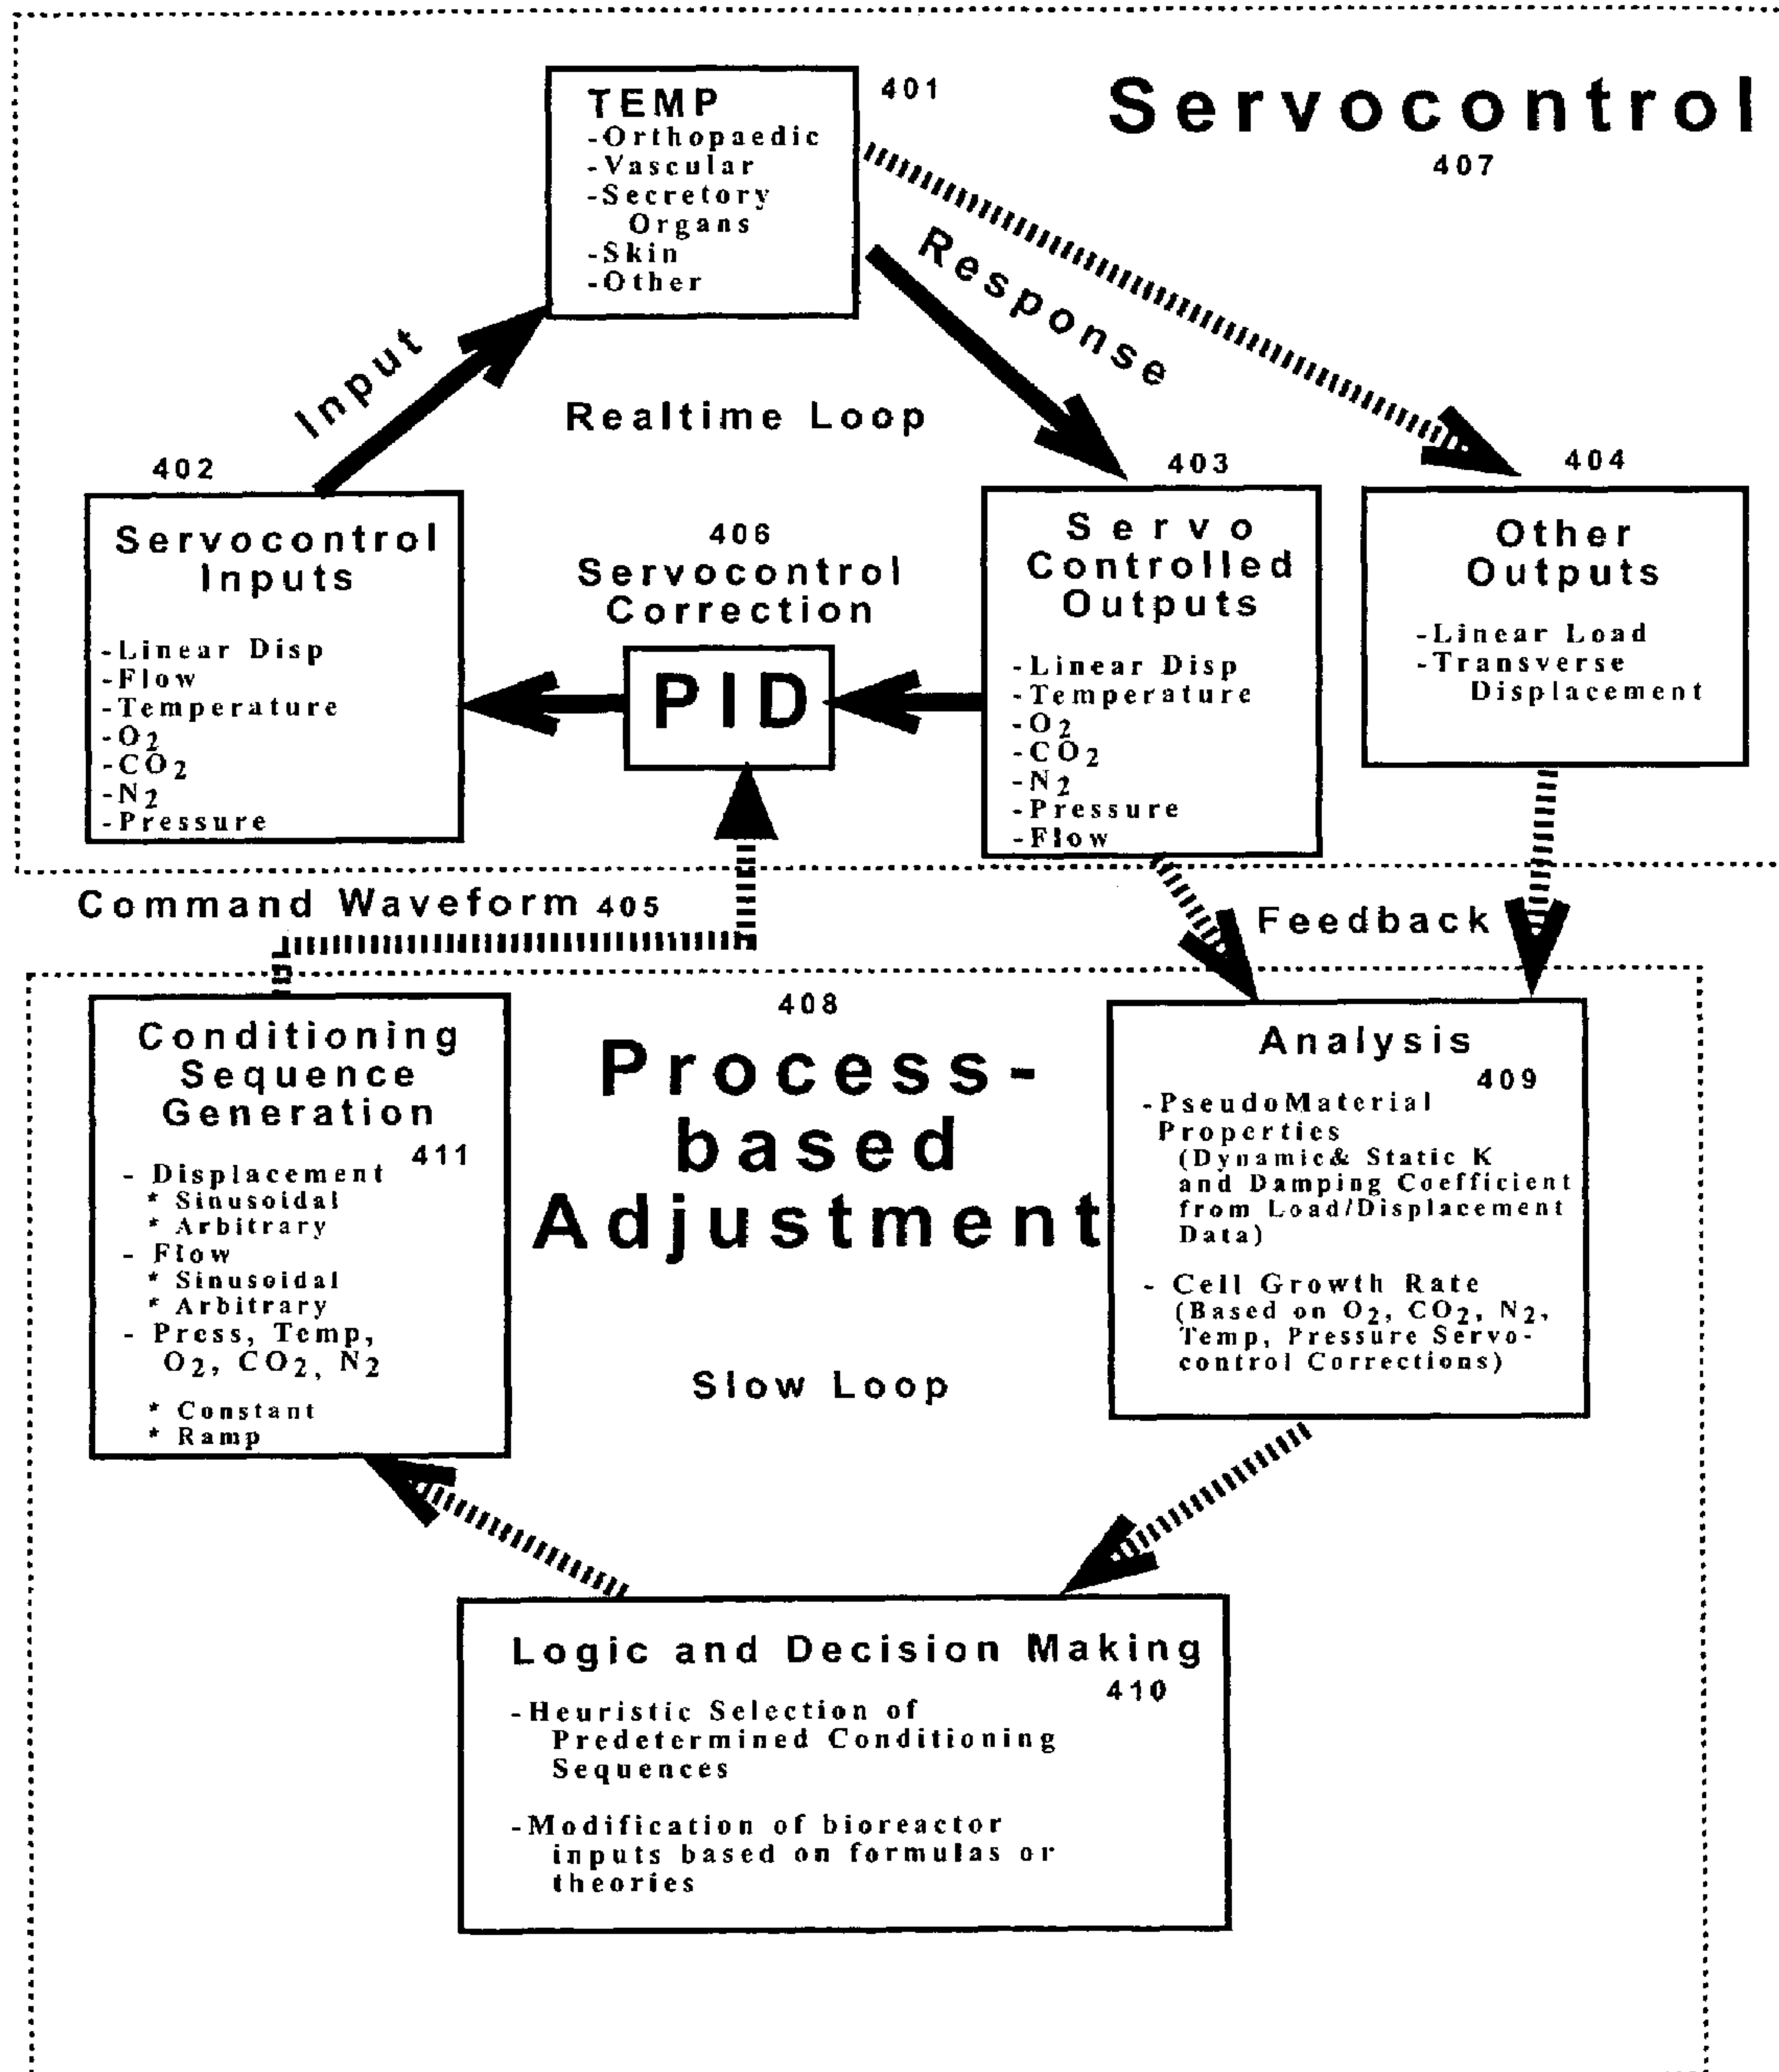 TEMP
-Orthopaedic
-Vascular
-Secretory
Organs
-Skin
-Other
401
Servocontrol
407
Input
Response
Realtime Loop
402
Servocontrol
Inputs
-Linear Disp
-Flow
-Temperature
-O2
-CO2
-N2
-Pressure
406
Servocontrol
Correction
PID
403
Servo
Controlled
Outputs
-Linear Disp
-Temperature
-O2
-CO2
-N2
-Pressure
-Flow
404
Other
Outputs
-Linear Load
-Transverse
Displacement
Command Waveform 405
Feedback
Conditioning
Sequence
Generation
411
- Displacement
* Sinusoidal
* Arbitrary
- Flow
* Sinusoidal
* Arbitrary
- Press, Temp,
O2, CO2, N2
* Constant
* Ramp
408
Process-
based
Adjustment
Slow Loop
Analysis
409
-PseudoMaterial
Properties
(Dynamic& Static K
and Damping Coefficient
from Load/Displacement
Data)
- Cell Growth Rate
(Based on O2, CO2, N2,
Temp, Pressure Servo-
control Corrections)
Logic and Decision Making
410
-Heuristic Selection of
Predetermined Conditioning
Sequences
-Modification of bioreactor
inputs based on formulas or
theories